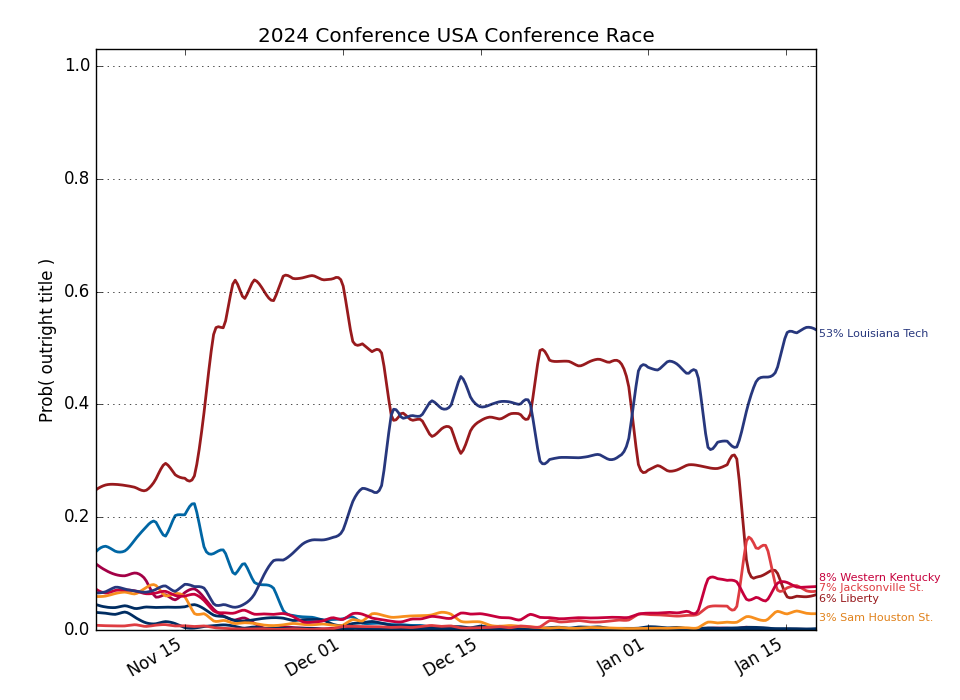 2024 Conference USA Conference Race
Prob( outright title )
1.0
0.8
0.6
0.4
0.2
0.0
53% Louisiana Tech
8% Western Kentucky
7% Jacksonville St.
6% Liberty
3% Sam Houston St.
Nov 15
Dec 01
Dec 15
Jan 01
Jan 15